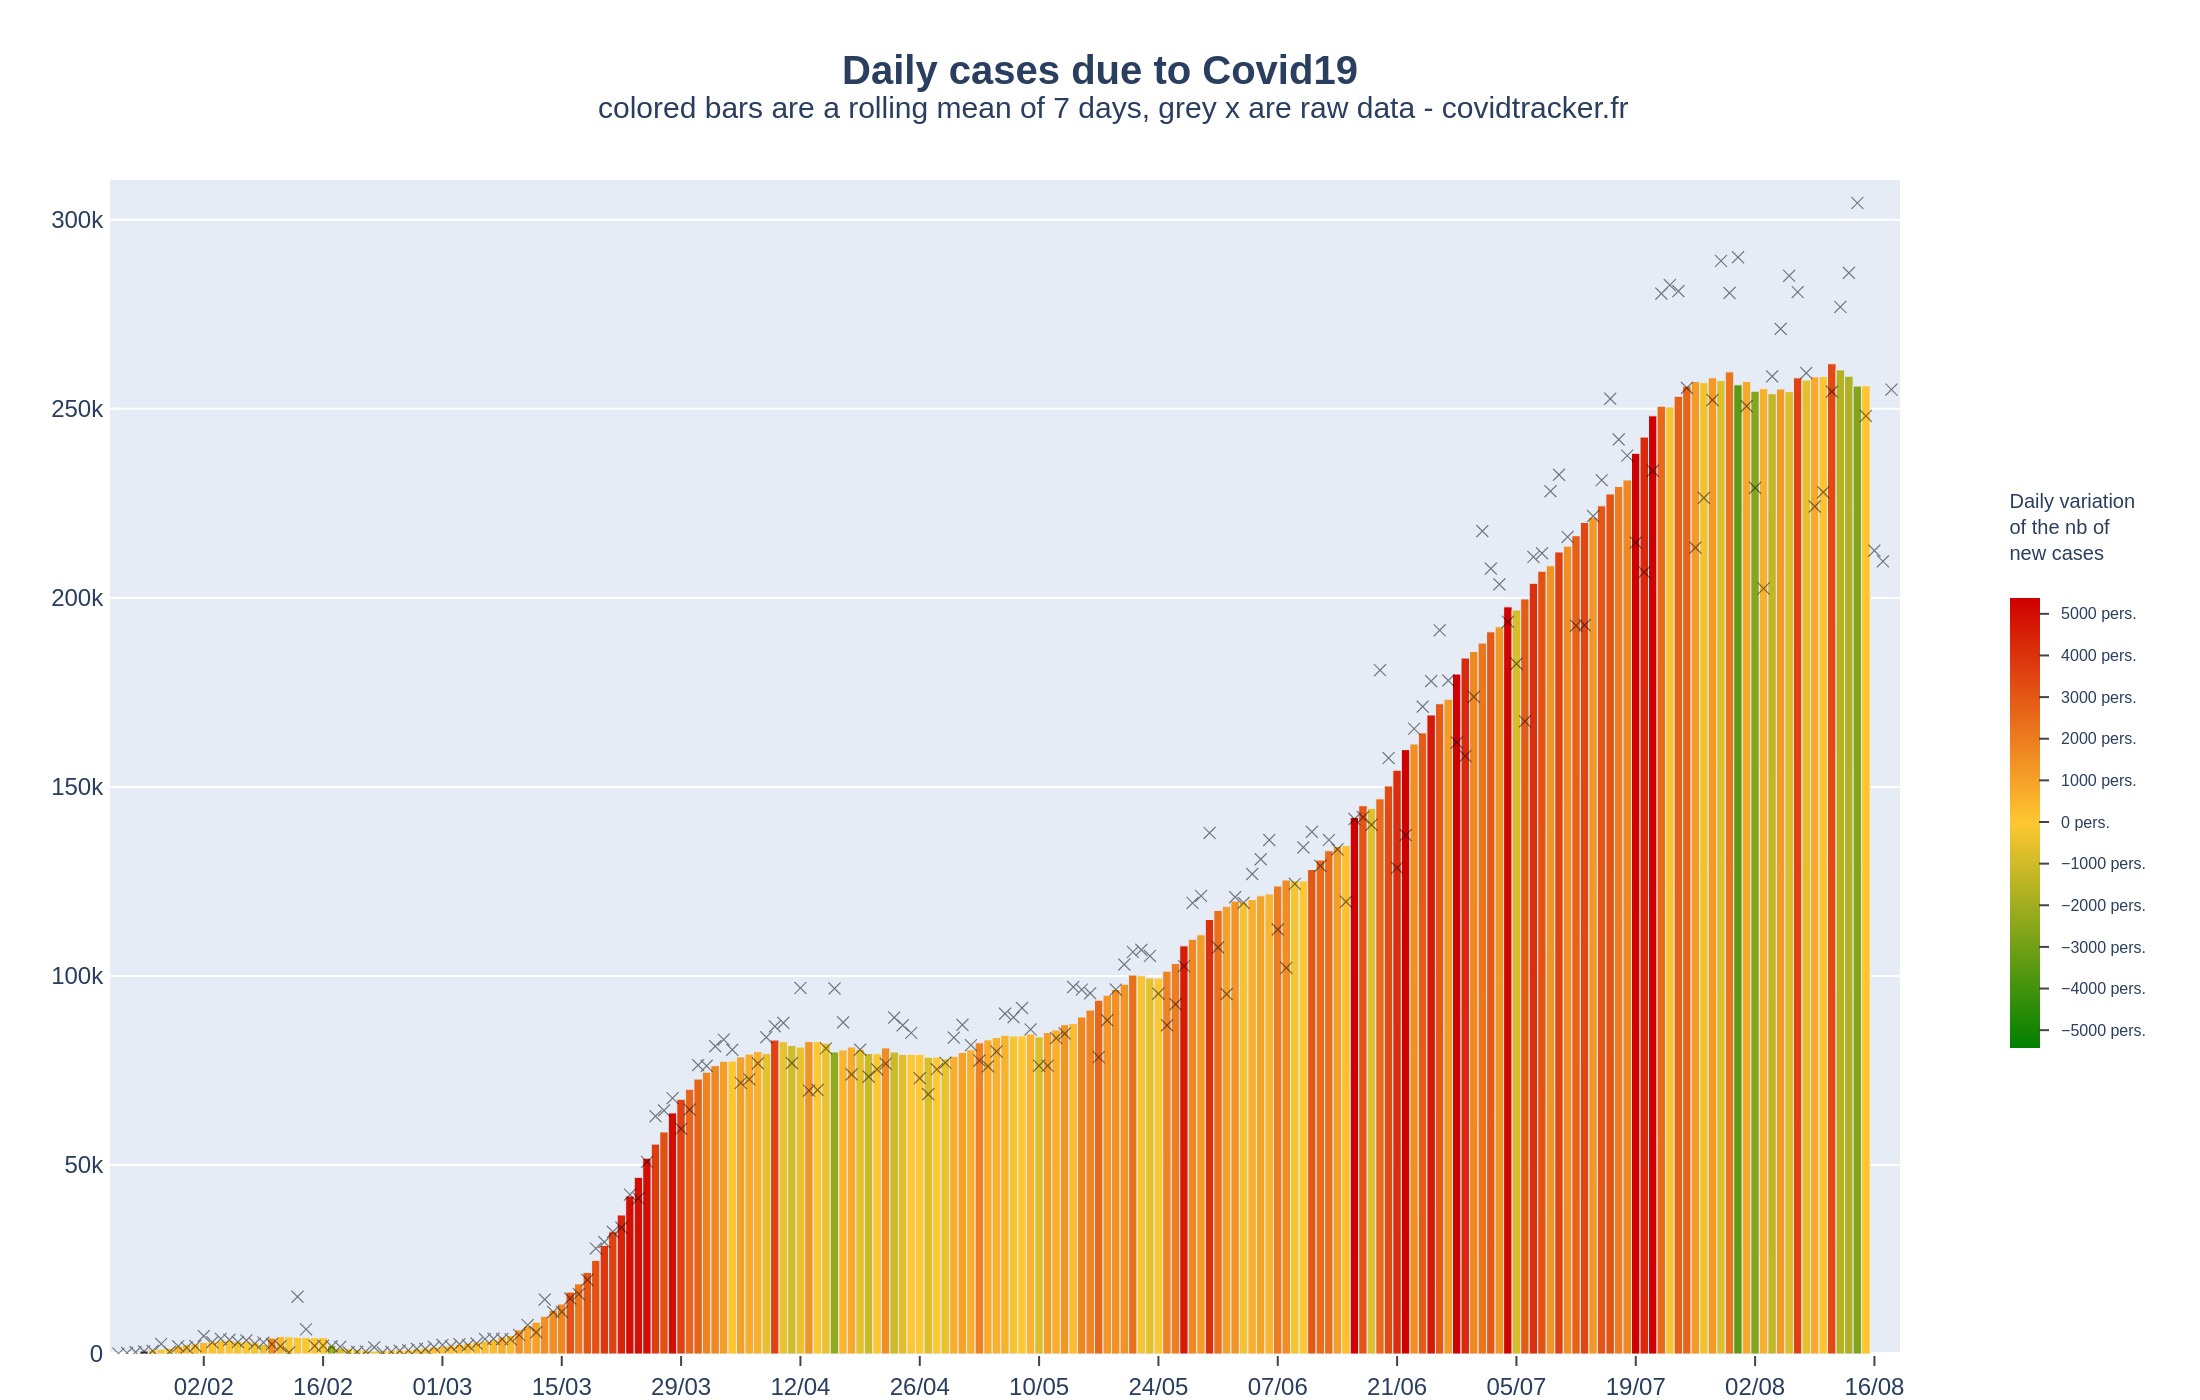 Daily cases due to Covid19
colored bars are a rolling mean of 7 days, grey x are raw data - covidtracker.fr
300k
250k
200k
150k
100k
50k
0
02/02
16/02
01/03
15/03
29/03
12/04
26/04
10/05
24/05
07/06
21/06
05/07
19/07
02/08
16/08
Daily variation
of the nb of
new cases
5000 pers.
4000 pers.
3000 pers.
2000 pers.
1000 pers.
0 pers.
−1000 pers.
−2000 pers.
−3000 pers.
−4000 pers.
−5000 pers.